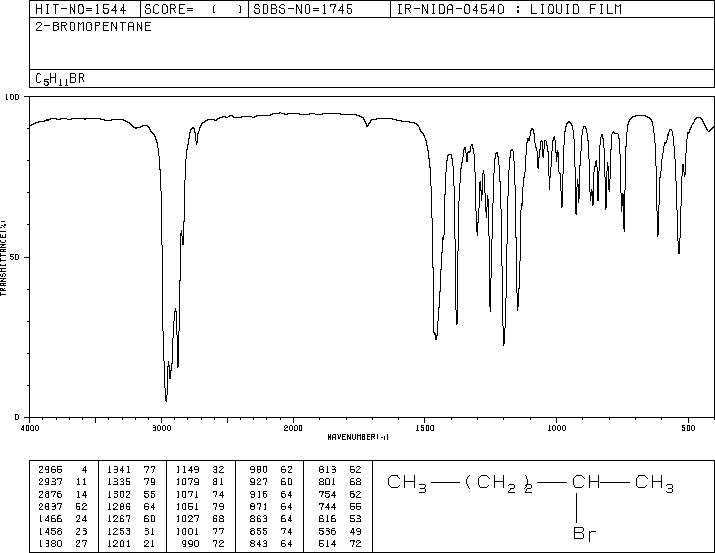 HIT-NO=1544 SCORE= ( ) SDBS-NO=1745 IR-NIDA-04540 : LIQUID FILM
2-BROMOPENTANE
C5H11BR
100
50
0
TRANSMITTANCE(%)
4000 3000 2000 1500 1000 500
WAVENUMBER(-1)
2965 4 1341 77 1149 32 980 62 813 62
2937 11 1335 79 1079 81 927 60 801 68
2876 14 1302 55 1071 74 916 64 754 62
2837 52 1286 64 1051 79 871 64 744 55
1466 24 1267 60 1027 68 863 64 616 53
1458 23 1253 31 1001 77 855 74 536 49
1380 27 1201 21 990 72 843 64 514 72
CH3 (CH2)2 CH CH3
Br